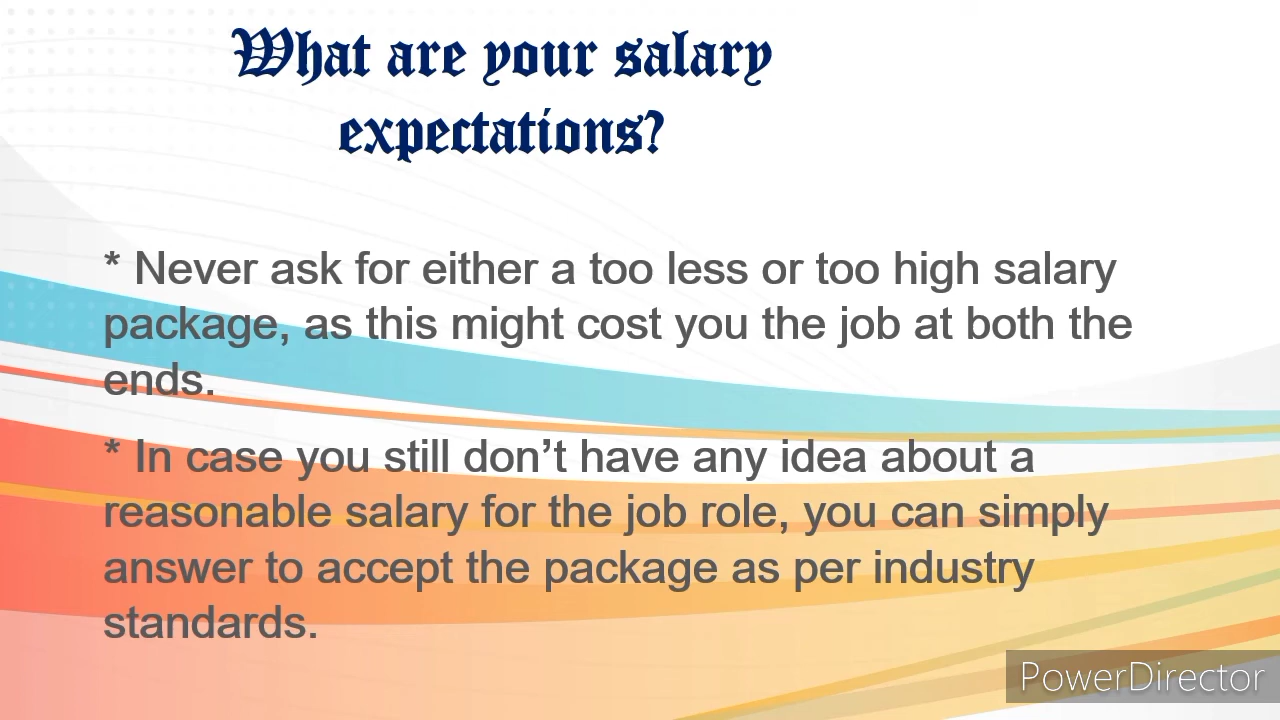 What are your salary
expectations?
* Never ask for either a too less or too high salary
package, as this might cost you the job at both the
ends.
* In case you still don’t have any idea about a
reasonable salary for the job role, you can simply
answer to accept the package as per industry
standards.
PowerDirector